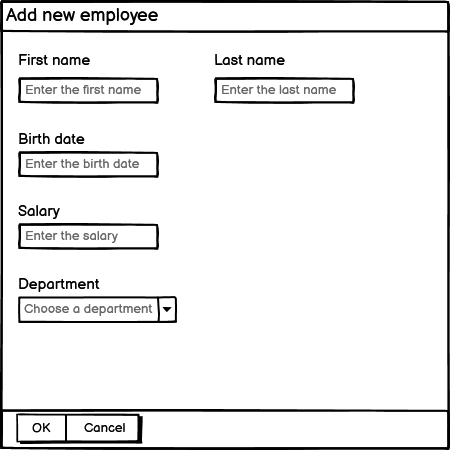 Add new employee
First name Last name
Enter the first name Enter the last name
Birth date
Enter the birth date
Salary
Enter the salary
Department
Choose a department
OK Cancel